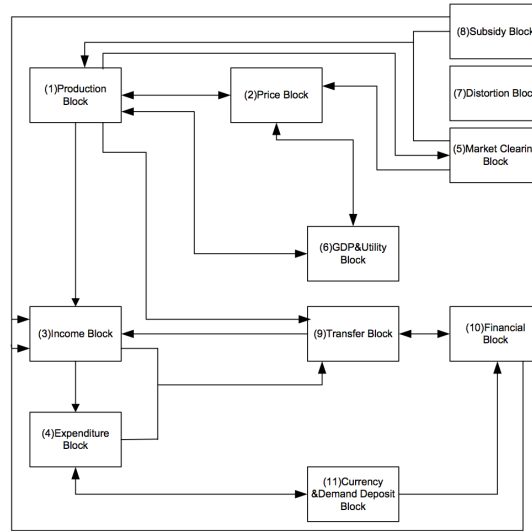 (8)Subsidy Block
(1)Production
Block
(2)Price Block
(7)Distortion Block
(5)Market Clearin
Block
(6)GDP&Utility
Block
(3)Income Block
(9)Transfer Block
(10)Financial
Block
(4)Expenditure
Block
(11)Currency
&Demand Deposit
Block